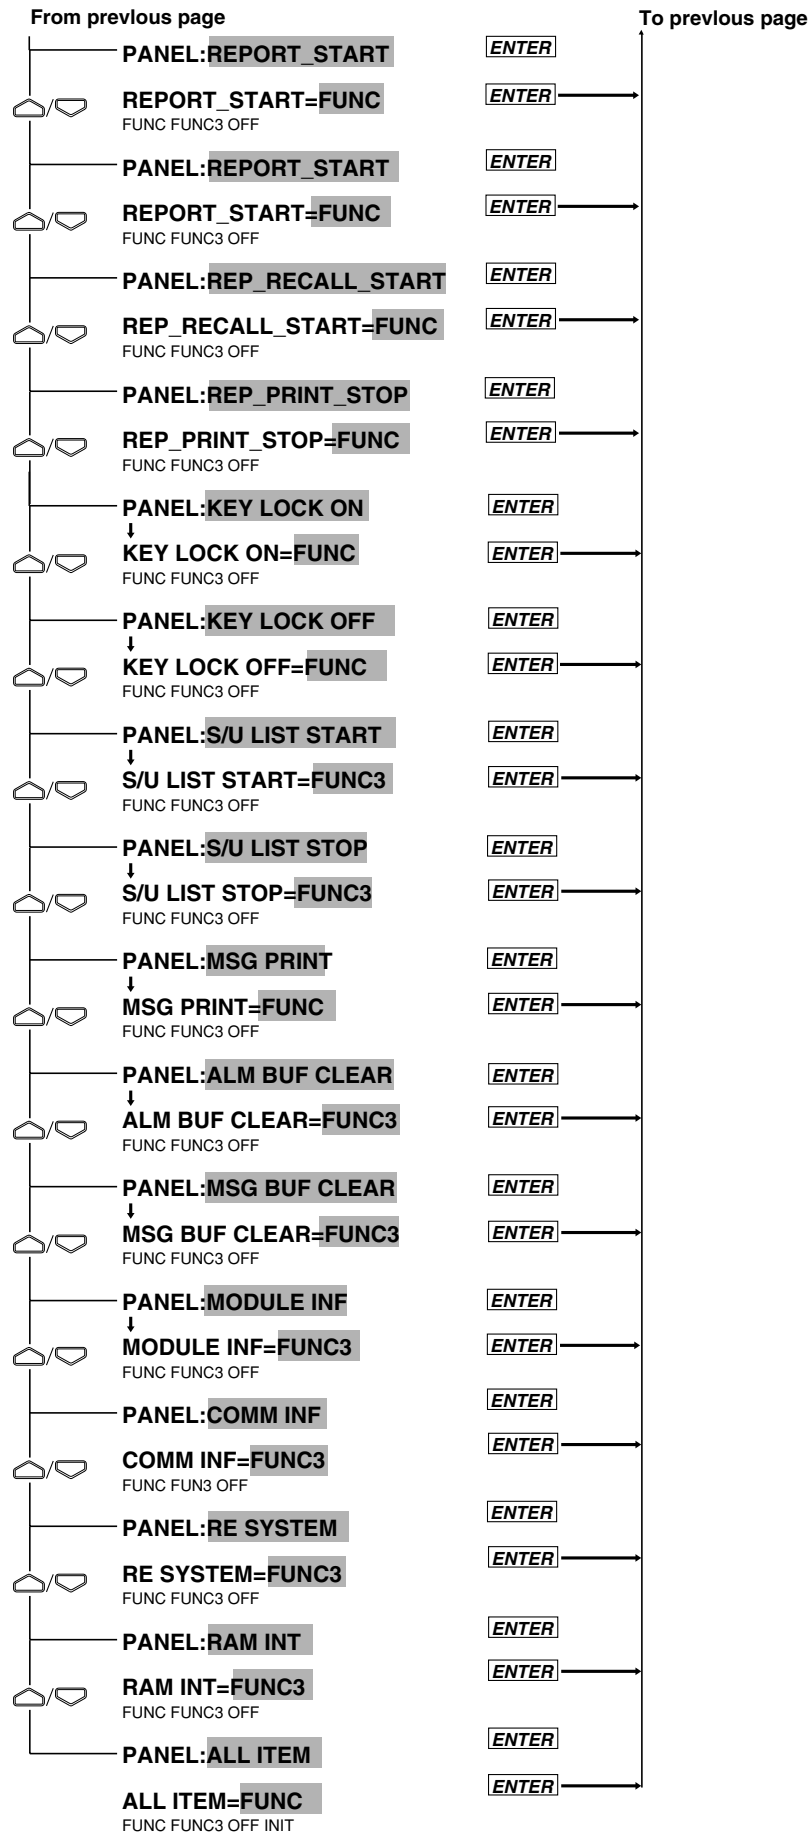 From prevlous page
To prevlous page
PANEL:REPORT_START ENTER
REPORT_START=FUNC ENTER
FUNC FUNC3 OFF
PANEL:REPORT_START ENTER
REPORT_START=FUNC ENTER
FUNC FUNC3 OFF
PANEL:REP_RECALL_START ENTER
REP_RECALL_START=FUNC ENTER
FUNC FUNC3 OFF
PANEL:REP_PRINT_STOP ENTER
REP_PRINT_STOP=FUNC ENTER
FUNC FUNC3 OFF
PANEL:KEY LOCK ON ENTER
KEY LOCK ON=FUNC ENTER
FUNC FUNC3 OFF
PANEL:KEY LOCK OFF ENTER
KEY LOCK OFF=FUNC ENTER
FUNC FUNC3 OFF
PANEL:S/U LIST START ENTER
S/U LIST START=FUNC3 ENTER
FUNC FUNC3 OFF
PANEL:S/U LIST STOP ENTER
S/U LIST STOP=FUNC3 ENTER
FUNC FUNC3 OFF
PANEL:MSG PRINT ENTER
MSG PRINT=FUNC ENTER
FUNC FUNC3 OFF
PANEL:ALM BUF CLEAR ENTER
ALM BUF CLEAR=FUNC3 ENTER
FUNC FUNC3 OFF
PANEL:MSG BUF CLEAR ENTER
MSG BUF CLEAR=FUNC3 ENTER
FUNC FUNC3 OFF
PANEL:MODULE INF ENTER
MODULE INF=FUNC3 ENTER
FUNC FUNC3 OFF
PANEL:COMM INF ENTER
COMM INF=FUNC3 ENTER
FUNC FUN3 OFF
PANEL:RE SYSTEM ENTER
RE SYSTEM=FUNC3 ENTER
FUNC FUNC3 OFF
PANEL:RAM INT ENTER
RAM INT=FUNC3 ENTER
FUNC FUNC3 OFF
PANEL:ALL ITEM ENTER
ALL ITEM=FUNC ENTER
FUNC FUNC3 OFF INIT